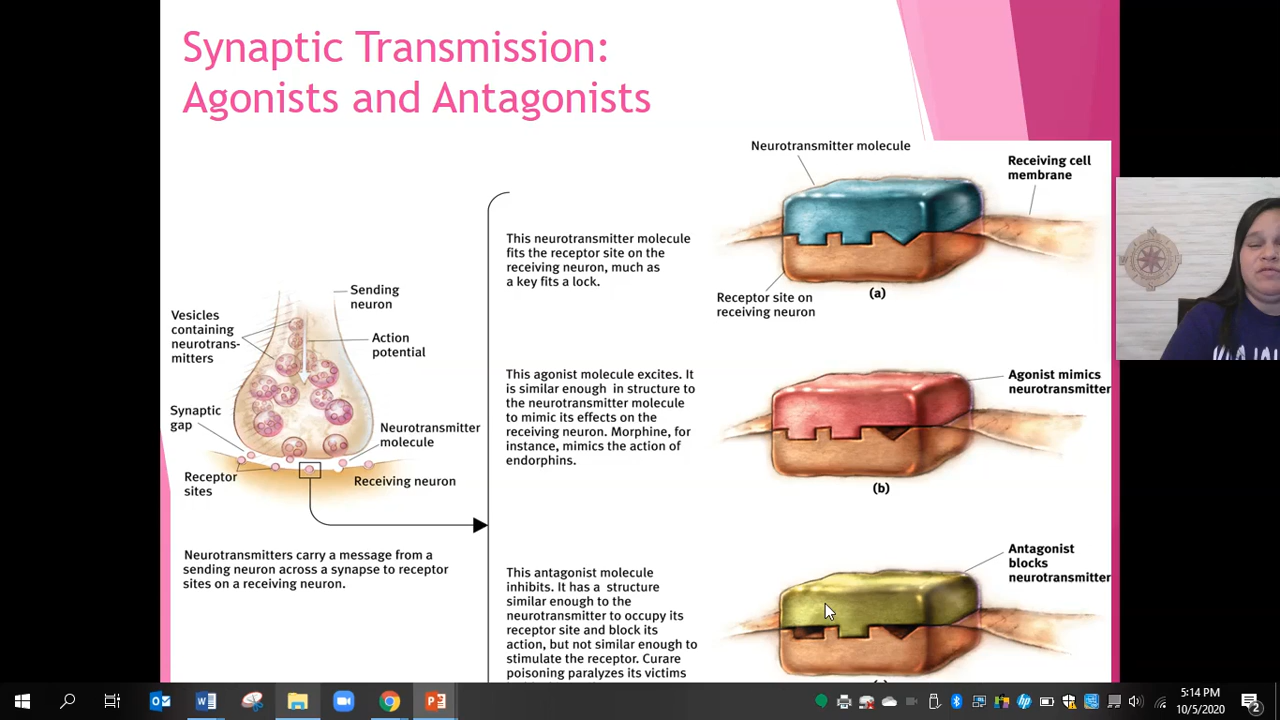 Synaptic Transmission:
Agonists and Antagonists
Neurotransmitter molecule
Receiving cell
membrane
This neurotransmitter molecule
fits the receptor site on the
receiving neuron, much as
a key fits a lock.
Receptor site on
receiving neuron
(a)
Sending
neuron
Vesicles
containing
neurotrans-
mitters
Action
potential
Synaptic
gap
Neurotransmitter
molecule
Receptor
sites
Receiving neuron
Neurotransmitters carry a message from a
sending neuron across a synapse to receptor
sites on a receiving neuron.
This agonist molecule excites. It
is similar enough in structure to
the neurotransmitter molecule
to mimic its effects on the
receiving neuron. Morphine, for
instance, mimics the action of
endorphins.
Agonist mimics
neurotransmitter
(b)
This antagonist molecule
inhibits. It has a structure
similar enough to the
neurotransmitter to occupy its
receptor site and block its
action, but not similar enough to
stimulate the receptor. Curare
poisoning paralyzes its victims
Antagonist
blocks
neurotransmitter
5:14 PM
10/5/2020
2